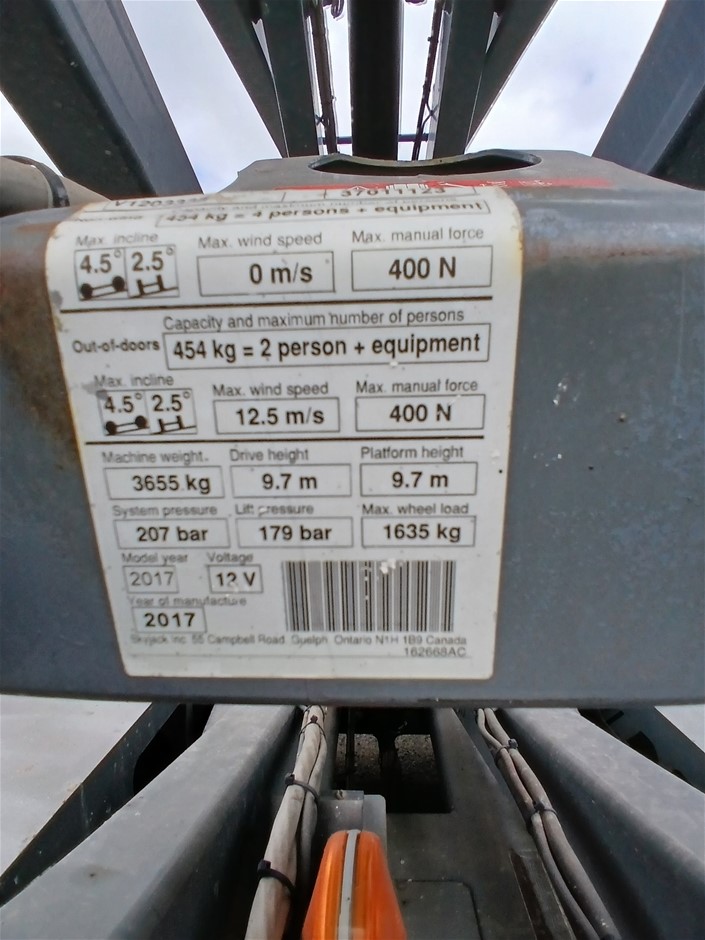 454 kg = 4 persons + equipment
Max. incline Max. wind speed Max. manual force
4.5° 2.5° 0 m/s 400 N
Capacity and maximum number of persons
Out-of-doors 454 kg = 2 person + equipment
Max. incline Max. wind speed Max. manual force
4.5° 2.5° 12.5 m/s 400 N
Machine weight. Drive height Platform height
3655 kg 9.7 m 9.7 m
System pressure Lift pressure Max. wheel load
207 bar 179 bar 1635 kg
Model year Voltage
2017 12 V
Year of manufacture
2017
Skyjack Inc. 55 Campbell Road, Guelph, Ontario N1H 1B9 Canada
162668AC